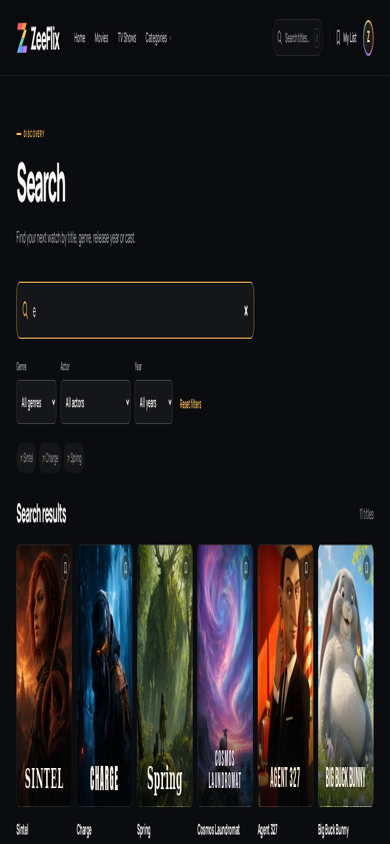 ZeeFlix Home Movies TV Shows Categories Search titles... / My List Z
DISCOVERY
Search
Find your next watch by title, genre, release year or cast.
e x
Genre Actor Year
All genres All actors All years Reset filters
Sintel Charge Spring
Search results 11 titles
SINTEL CHARGE Spring COSMOS LAUNDROMAT AGENT 327 BIG BUCK BUNNY
Sintel Charge Spring Cosmos Laundromat Agent 327 Big Buck Bunny